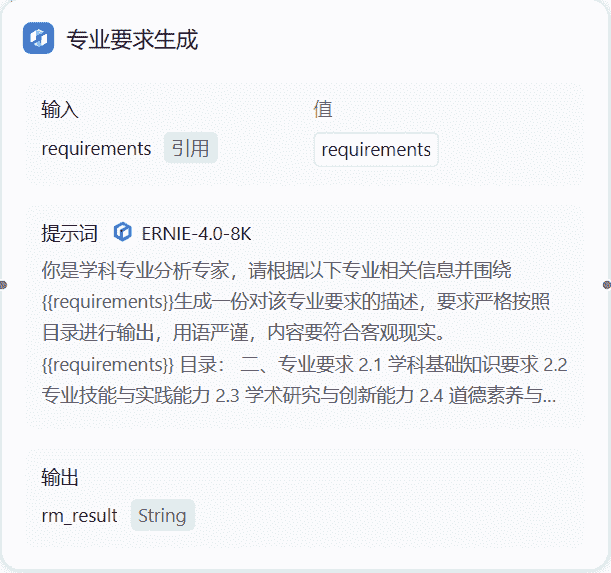 专业要求生成
输入 值
requirements 引用 requirements
提示词 ERNIE-4.0-8K
你是学科专业分析专家，请根据以下专业相关信息并围绕
{{requirements}}生成一份对该专业要求的描述，要求严格按照
目录进行输出，用语严谨，内容要符合客观现实。
{{requirements}} 目录： 二、专业要求 2.1 学科基础知识要求 2.2
专业技能与实践能力 2.3 学术研究与创新能力 2.4 道德素养与...
输出
rm_result String